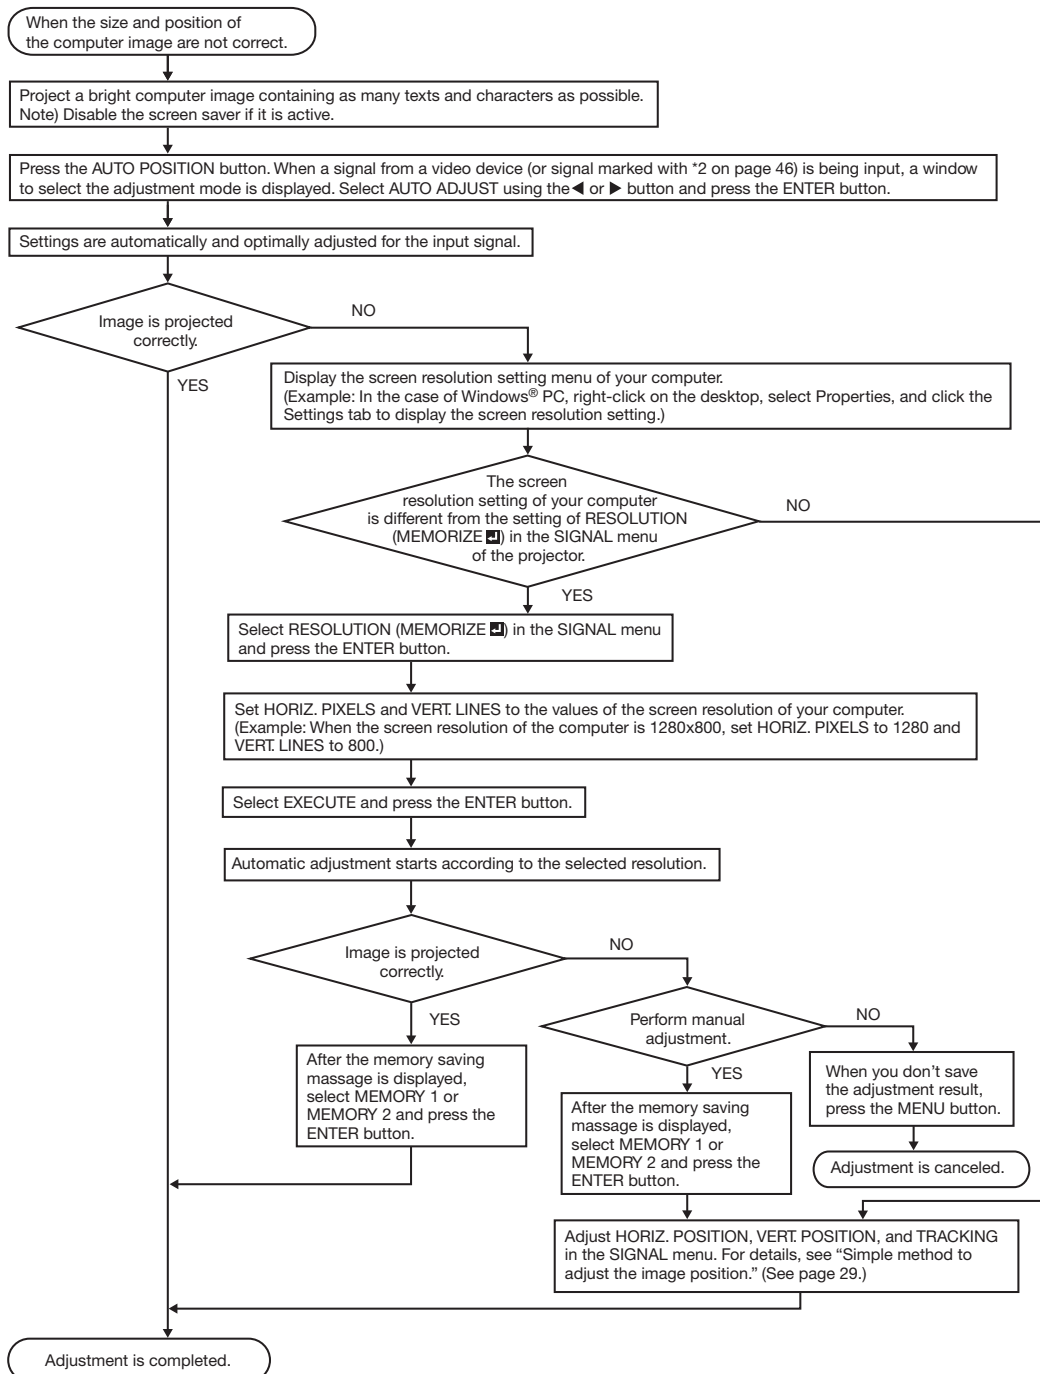 When the size and position of
the computer image are not correct.
Project a bright computer image containing as many texts and characters as possible.
Note) Disable the screen saver if it is active.
Press the AUTO POSITION button. When a signal from a video device (or signal marked with *2 on page 46) is being input, a window
to select the adjustment mode is displayed. Select AUTO ADJUST using the ◀ or ▶ button and press the ENTER button.
Settings are automatically and optimally adjusted for the input signal.
Image is projected
correctly.
NO
YES
Display the screen resolution setting menu of your computer.
(Example: In the case of Windows® PC, right-click on the desktop, select Properties, and click the
Settings tab to display the screen resolution setting.)
The screen
resolution setting of your computer
is different from the setting of RESOLUTION
(MEMORIZE ↵) in the SIGNAL menu
of the projector.
NO
YES
Select RESOLUTION (MEMORIZE ↵) in the SIGNAL menu
and press the ENTER button.
Set HORIZ. PIXELS and VERT. LINES to the values of the screen resolution of your computer.
(Example: When the screen resolution of the computer is 1280x800, set HORIZ. PIXELS to 1280 and
VERT. LINES to 800.)
Select EXECUTE and press the ENTER button.
Automatic adjustment starts according to the selected resolution.
Image is projected
correctly.
NO
YES
Perform manual
adjustment.
NO
YES
After the memory saving
massage is displayed,
select MEMORY 1 or
MEMORY 2 and press the
ENTER button.
After the memory saving
massage is displayed,
select MEMORY 1 or
MEMORY 2 and press the
ENTER button.
When you don't save
the adjustment result,
press the MENU button.
Adjustment is canceled.
Adjust HORIZ. POSITION, VERT. POSITION, and TRACKING
in the SIGNAL menu. For details, see “Simple method to
adjust the image position.” (See page 29.)
Adjustment is completed.